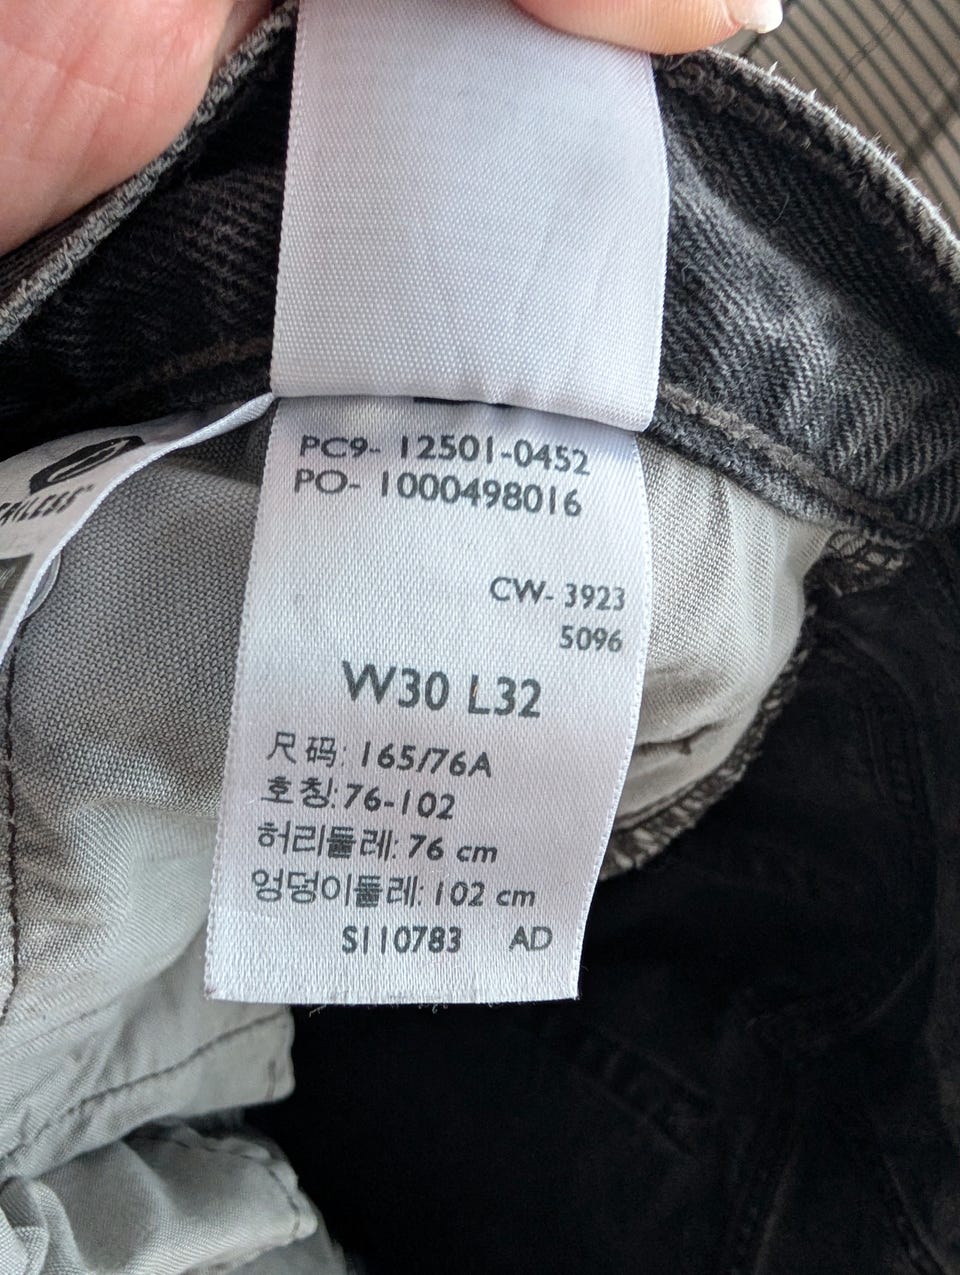 PC9- 12501-0452
PO- 1000498016
CW- 3923
5096
W30 L32
尺码: 165/76A
호칭: 76-102
허리둘레: 76 cm
엉덩이둘레: 102 cm
S110783 AD